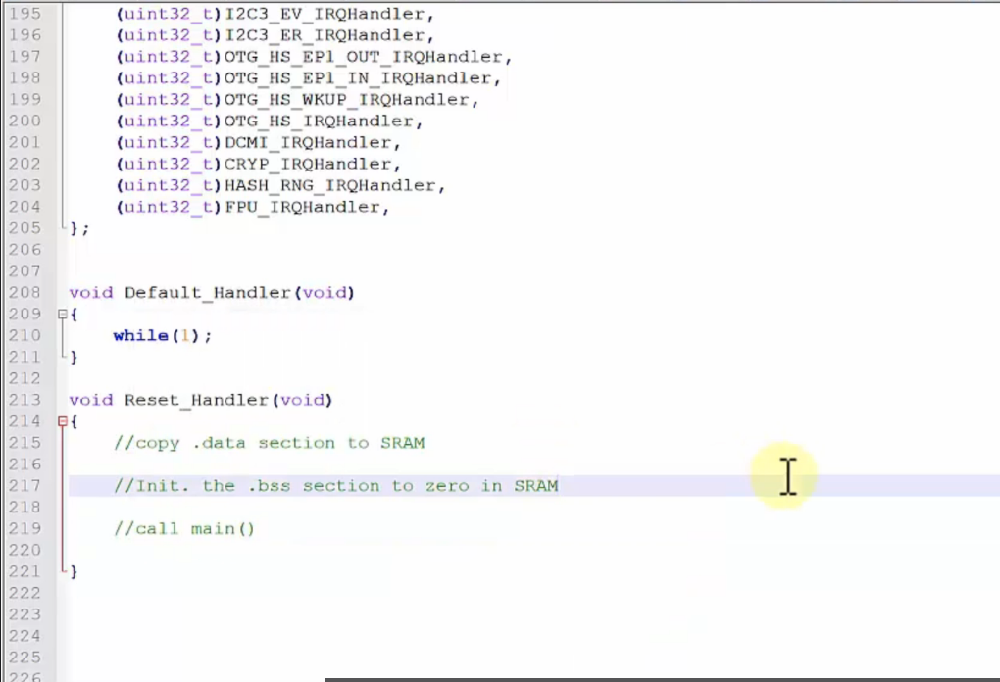 195 (uint32_t)I2C3_EV_IRQHandler,
196 (uint32_t)I2C3_ER_IRQHandler,
197 (uint32_t)OTG_HS_EP1_OUT_IRQHandler,
198 (uint32_t)OTG_HS_EP1_IN_IRQHandler,
199 (uint32_t)OTG_HS_WKUP_IRQHandler,
200 (uint32_t)OTG_HS_IRQHandler,
201 (uint32_t)DCMI_IRQHandler,
202 (uint32_t)CRYP_IRQHandler,
203 (uint32_t)HASH_RNG_IRQHandler,
204 (uint32_t)FPU_IRQHandler,
205 };
206
207
208 void Default_Handler(void)
209 {
210 while(1);
211 }
212
213 void Reset_Handler(void)
214 {
215 //copy .data section to SRAM
216
217 //Init. the .bss section to zero in SRAM
218
219 //call main()
220
221 }
222
223
224
225
226